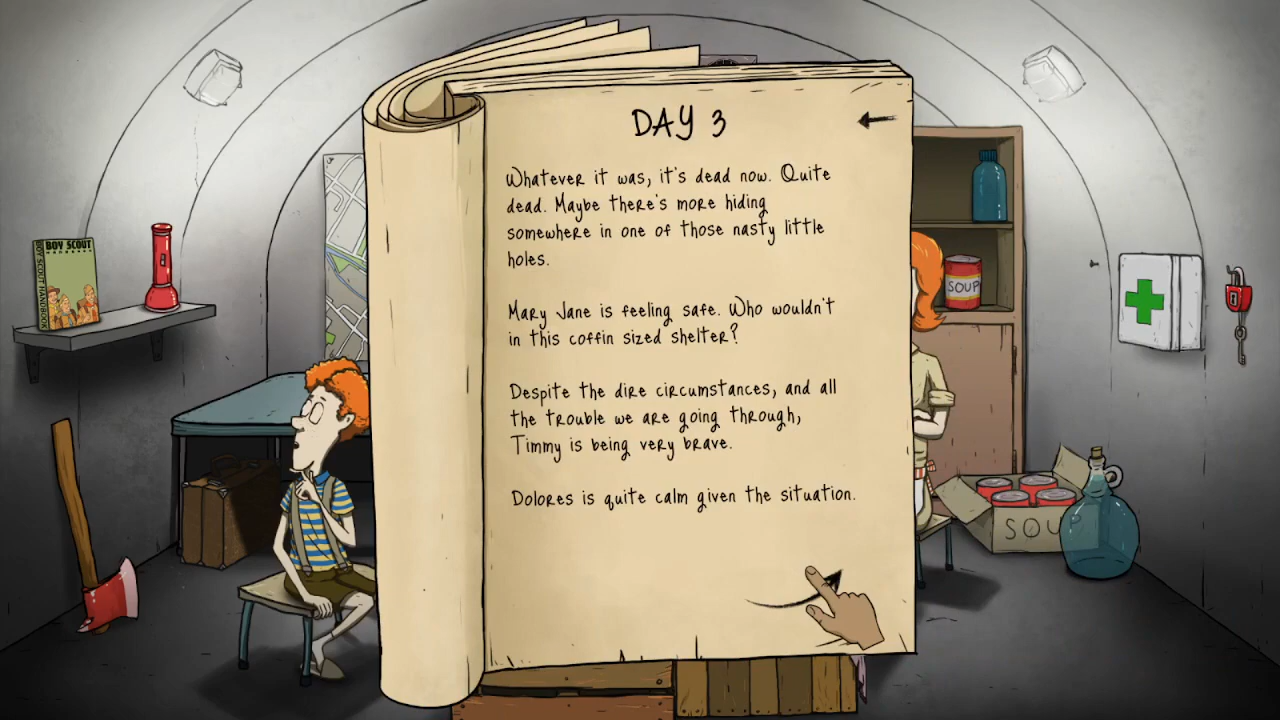 DAY 3
Whatever it was, it's dead now. Quite
dead. Maybe there's more hiding
somewhere in one of those nasty little
holes.
Mary Jane is feeling safe. Who wouldn't
in this coffin sized shelter?
Despite the dire circumstances, and all
the trouble we are going through,
Timmy is being very brave.
Dolores is quite calm given the situation.
BOY SCOUT
BOY SCOUT HANDBOOK
SOUP
SOUP